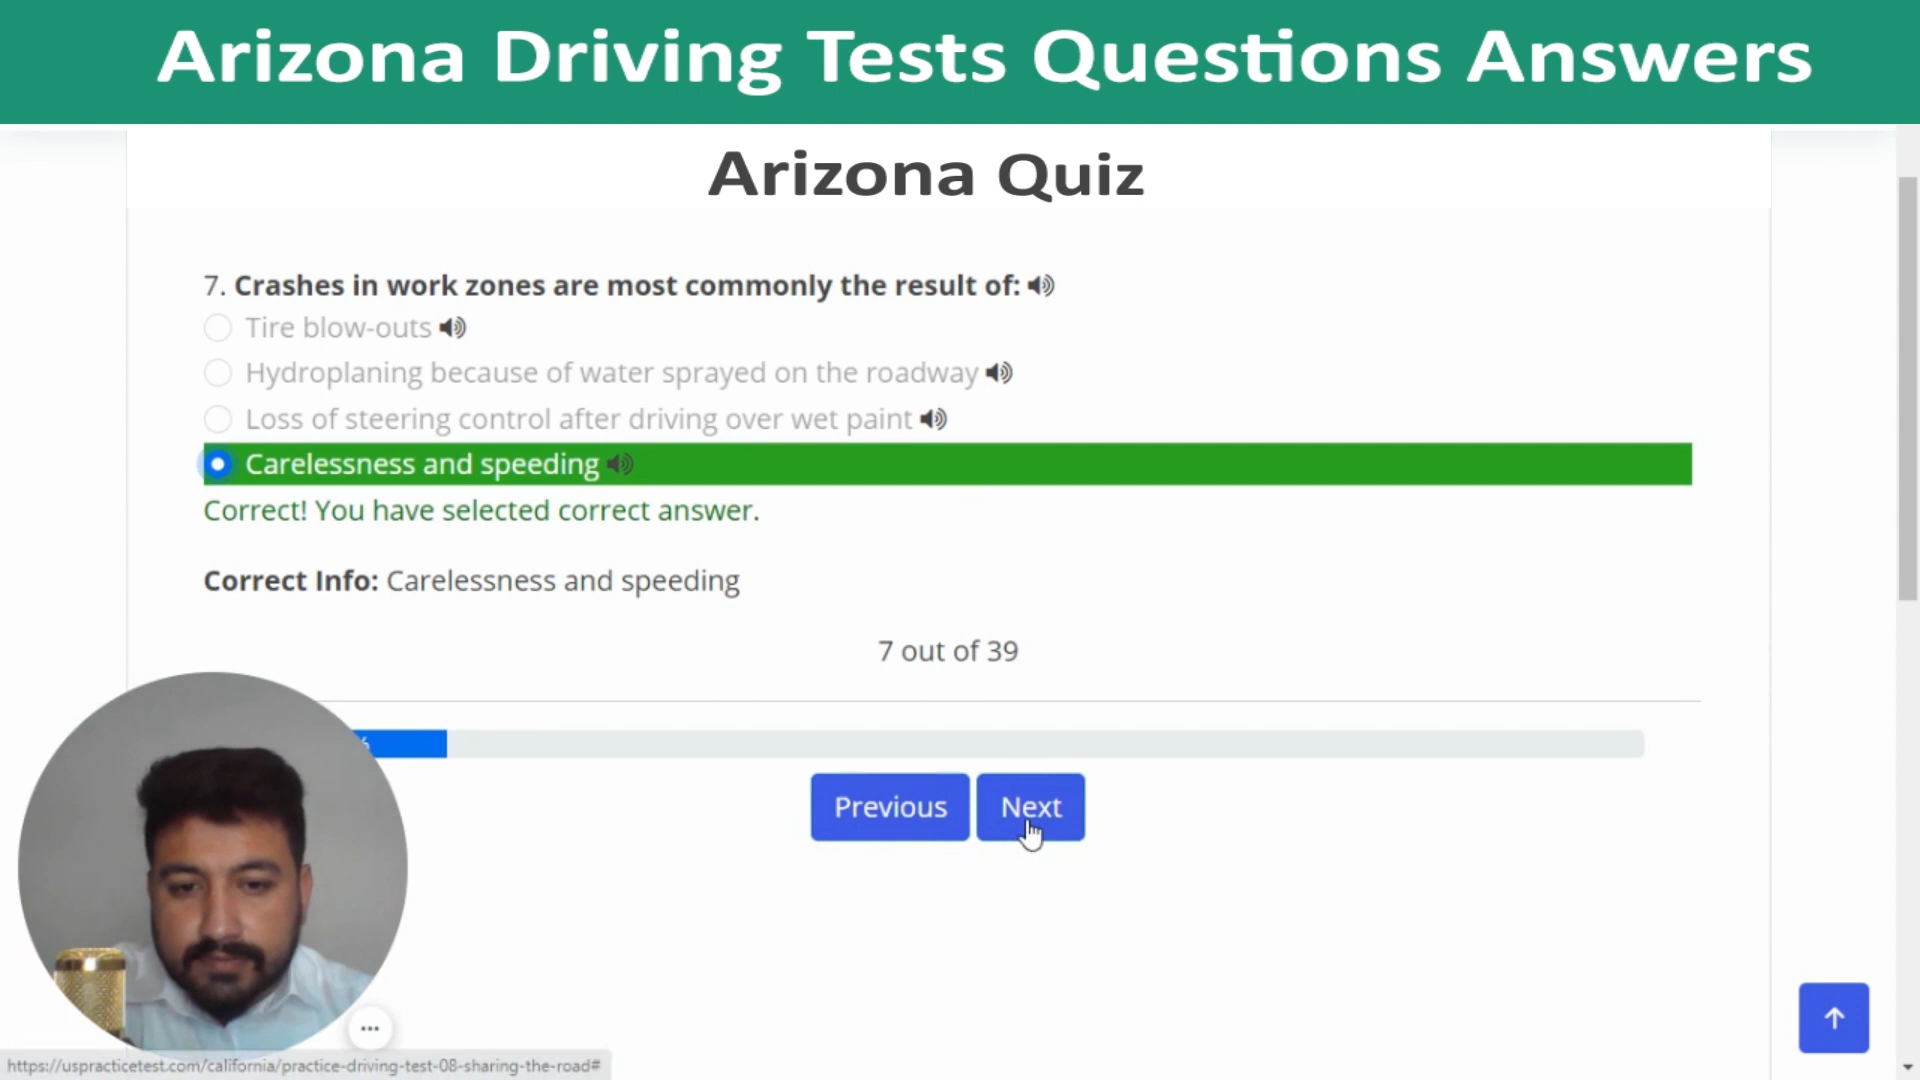 Arizona Driving Tests Questions Answers
Arizona Quiz
7. Crashes in work zones are most commonly the result of:
Tire blow-outs
Hydroplaning because of water sprayed on the roadway
Loss of steering control after driving over wet paint
Carelessness and speeding
Correct! You have selected correct answer.
Correct Info: Carelessness and speeding
7 out of 39
Previous Next
https://uspracticetest.com/california/practice-driving-test-08-sharing-the-road#